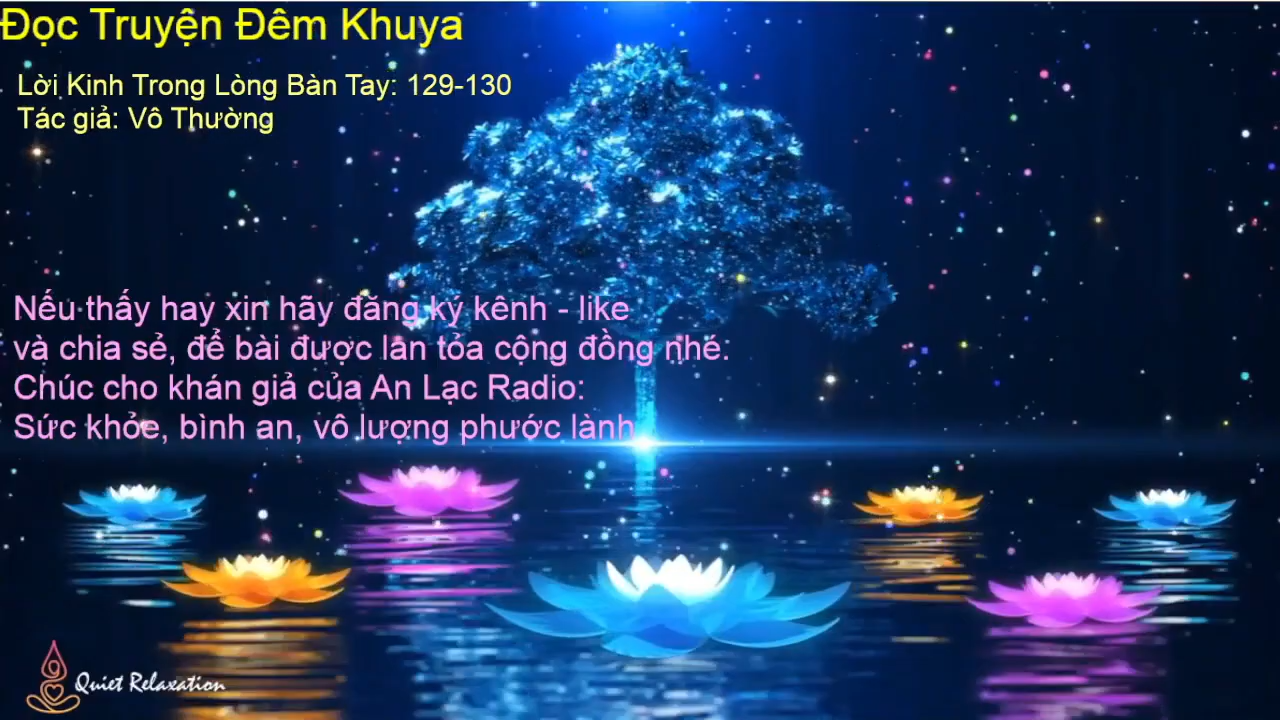 Đọc Truyện Đêm Khuya
Lời Kinh Trong Lòng Bàn Tay: 129-130
Tác giả: Vô Thường
Nếu thấy hay xin hãy đăng ký kênh - like
và chia sẻ, để bài được lan tỏa cộng đồng nhé.
Chúc cho khán giả của An Lạc Radio:
Sức khỏe, bình an, vô lượng phước lành
Quiet Relaxation